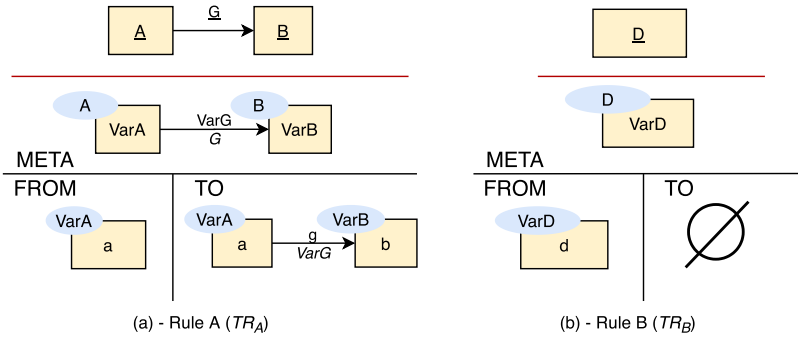 G
A
B
A
B
VarA
VarG
G
VarB
META
FROM
TO
VarA
a
VarA
a
g
VarG
VarB
b
(a) - Rule A (TRA)
D
D
VarD
META
FROM
TO
VarD
d
(b) - Rule B (TRB)